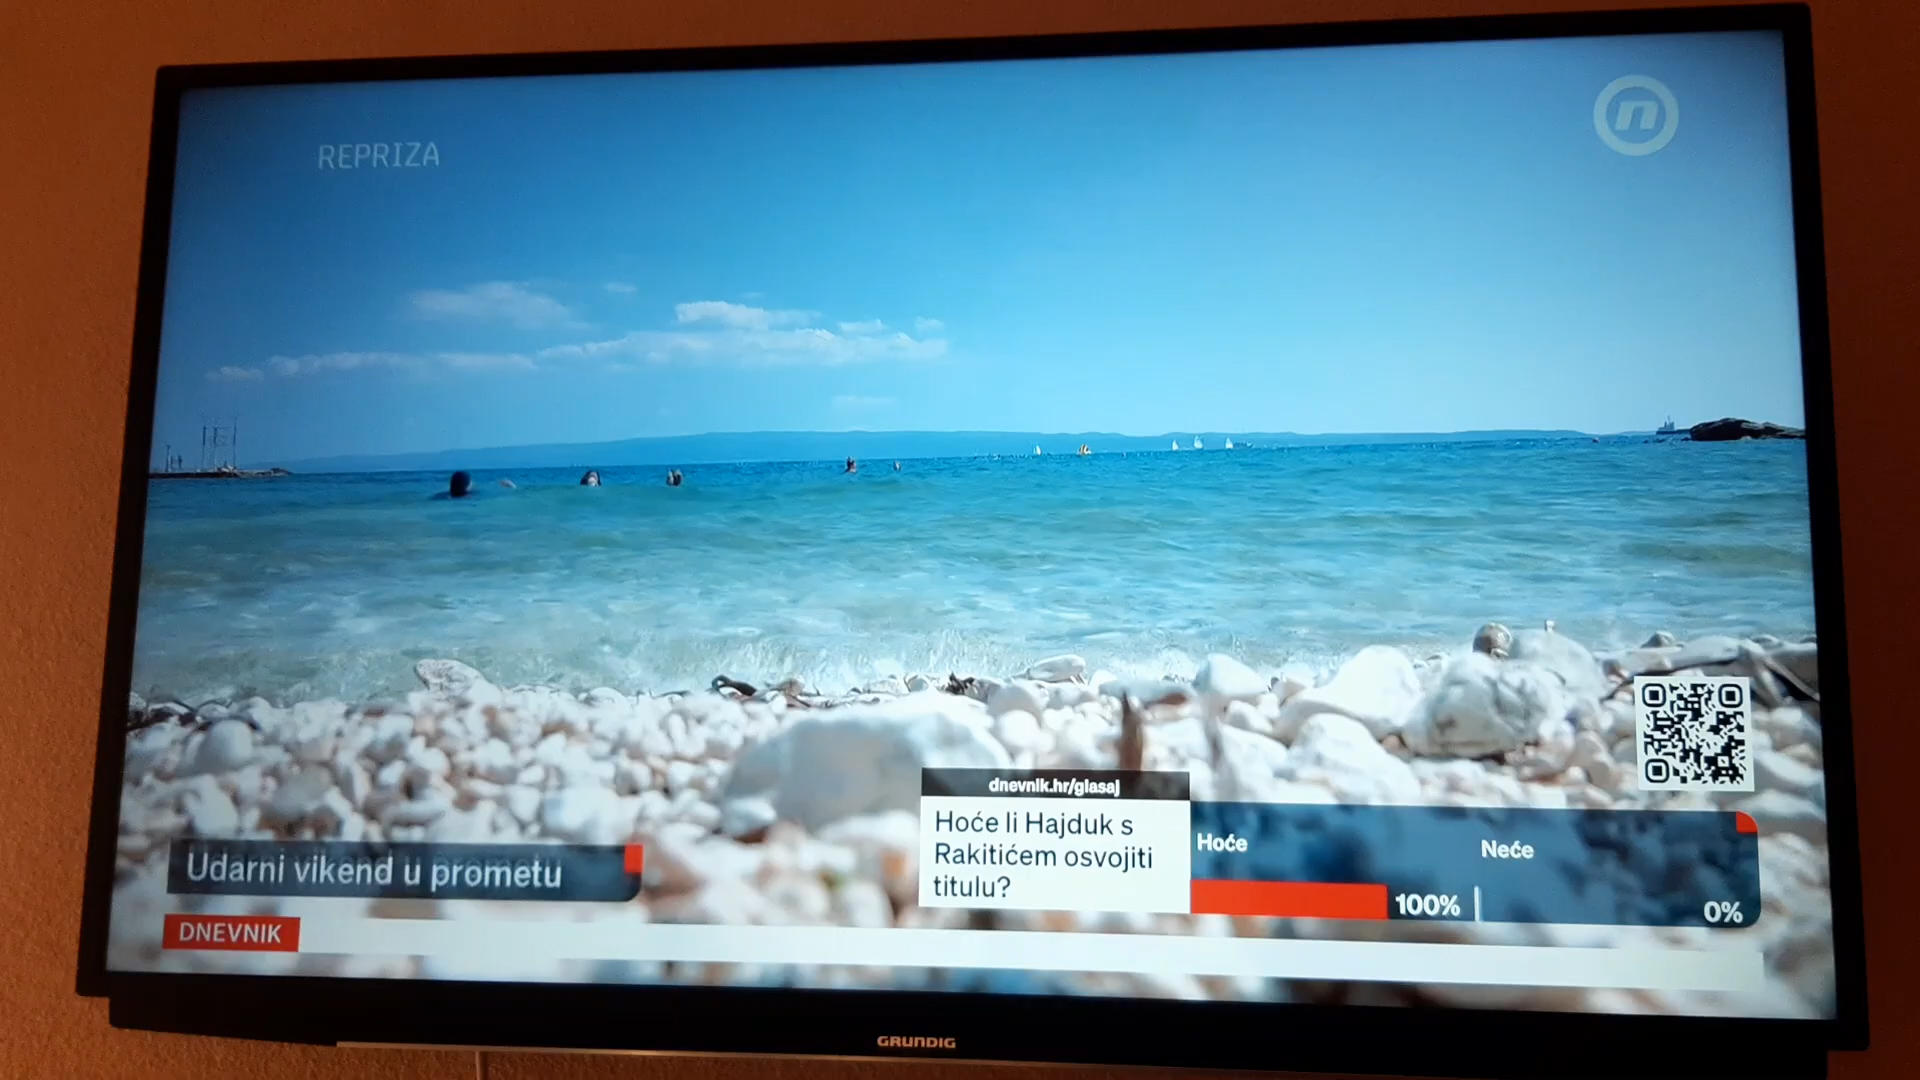 REPRIZA
n
dnevnik.hr/glasaj
Hoće li Hajduk s
Rakitićem osvojiti
titulu?
Hoće
100%
Neće
0%
Udarni vikend u prometu
DNEVNIK
GRUNDIG